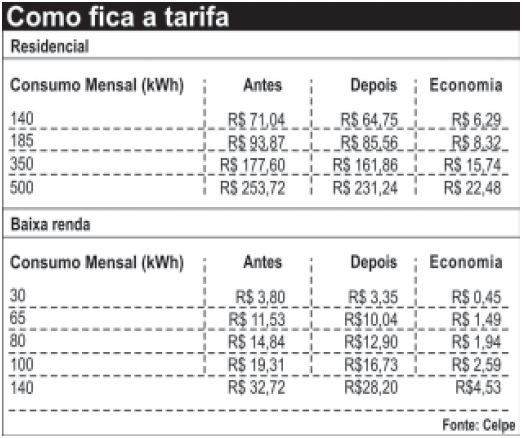 Como fica a tarifa
Residencial
Consumo Mensal (kWh) Antes Depois Economia
140 R$ 71,04 R$ 64,75 R$ 6,29
185 R$ 93,87 R$ 85,56 R$ 8,32
350 R$ 177,60 R$ 161,86 R$ 15,74
500 R$ 253,72 R$ 231,24 R$ 22,48
Baixa renda
Consumo Mensal (kWh) Antes Depois Economia
30 R$ 3,80 R$ 3,35 R$ 0,45
65 R$ 11,53 R$10,04 R$ 1,49
80 R$ 14,84 R$12,90 R$ 1,94
100 R$ 19,31 R$16,73 R$ 2,59
140 R$ 32,72 R$28,20 R$4,53
Fonte: Celpe